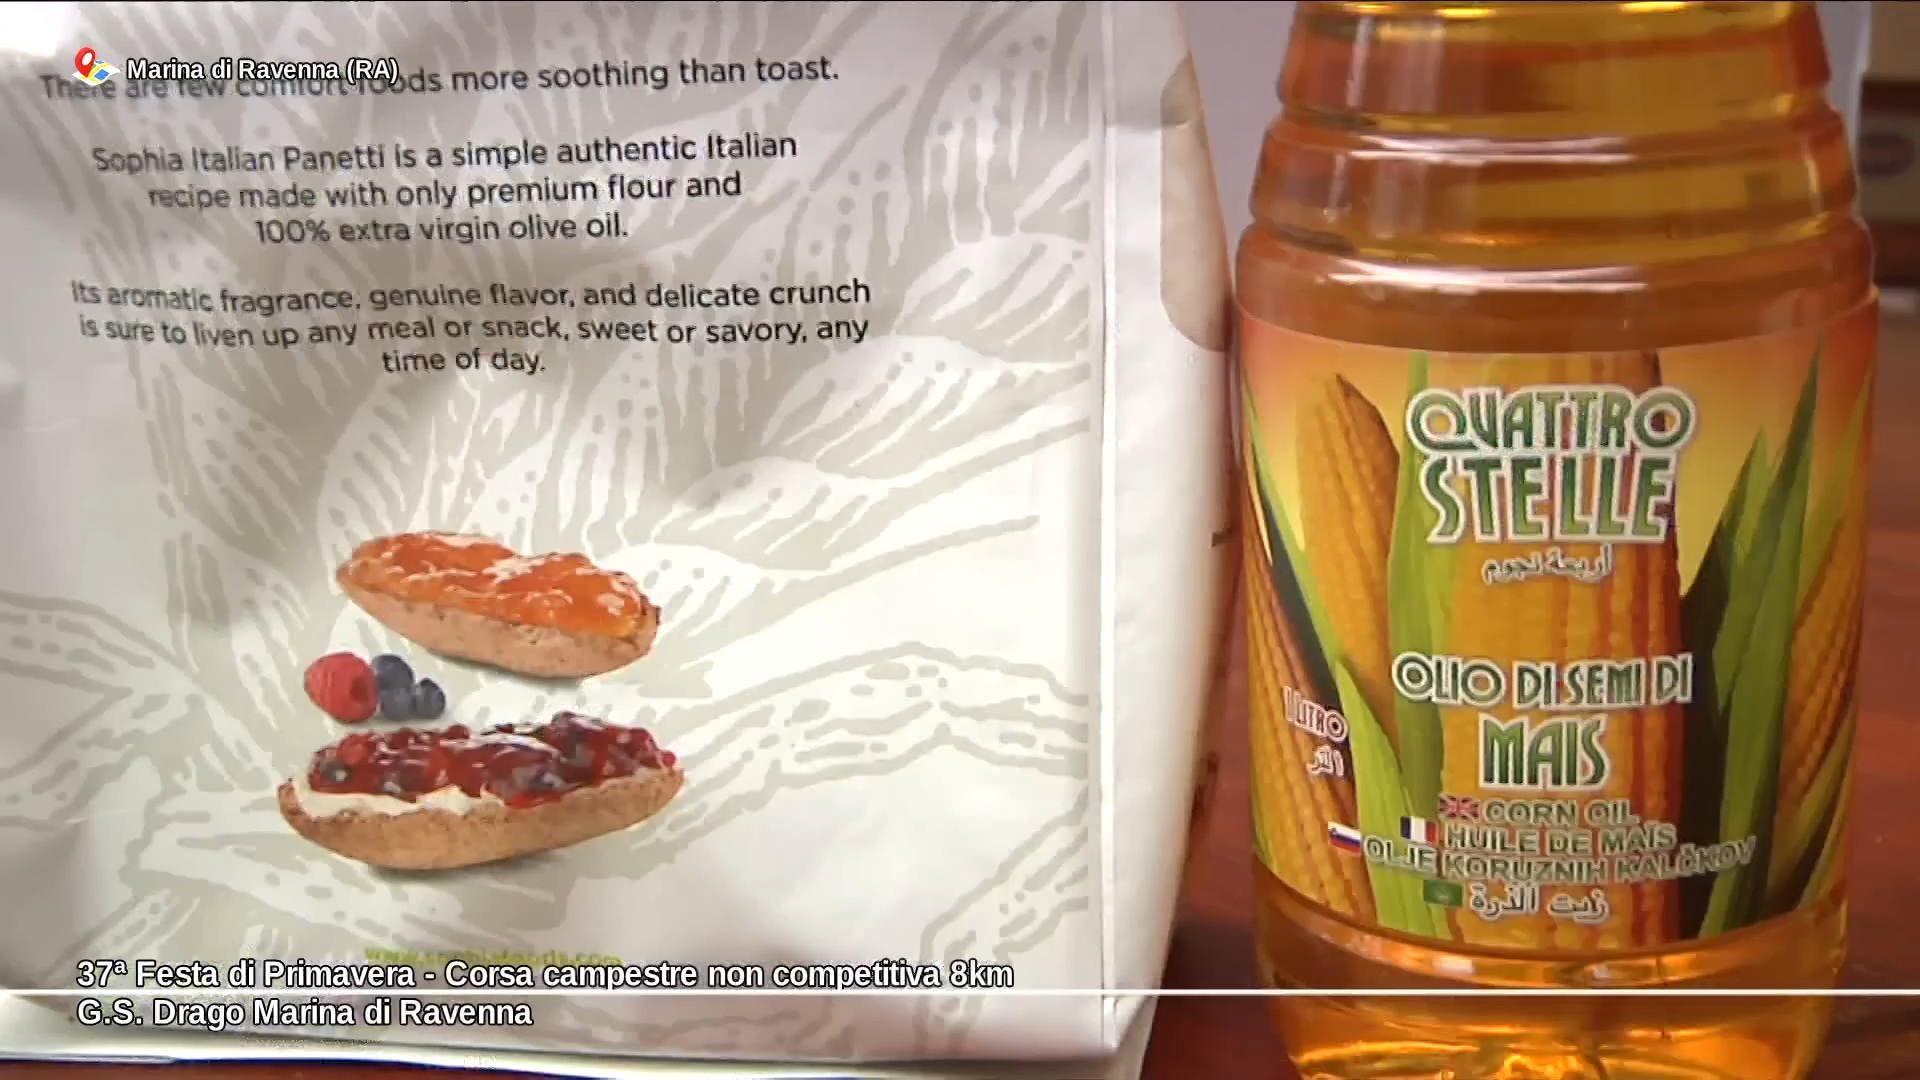 Marina di Ravenna (RA)
There are few comfort foods more soothing than toast.
Sophia Italian Panetti is a simple authentic Italian
recipe made with only premium flour and
100% extra virgin olive oil.
Its aromatic fragrance, genuine flavor, and delicate crunch
is sure to liven up any meal or snack, sweet or savory, any
time of day.
QUATTRO
STELLE
أربعة نجوم
OLIO DI SEMI DI
MAIS
1 LITRO
لتر
CORN OIL
HUILE DE MAÏS
OLJE KORUZNIH KALČKOV
زيت الذرة
37ª Festa di Primavera - Corsa campestre non competitiva 8km
G.S. Drago Marina di Ravenna